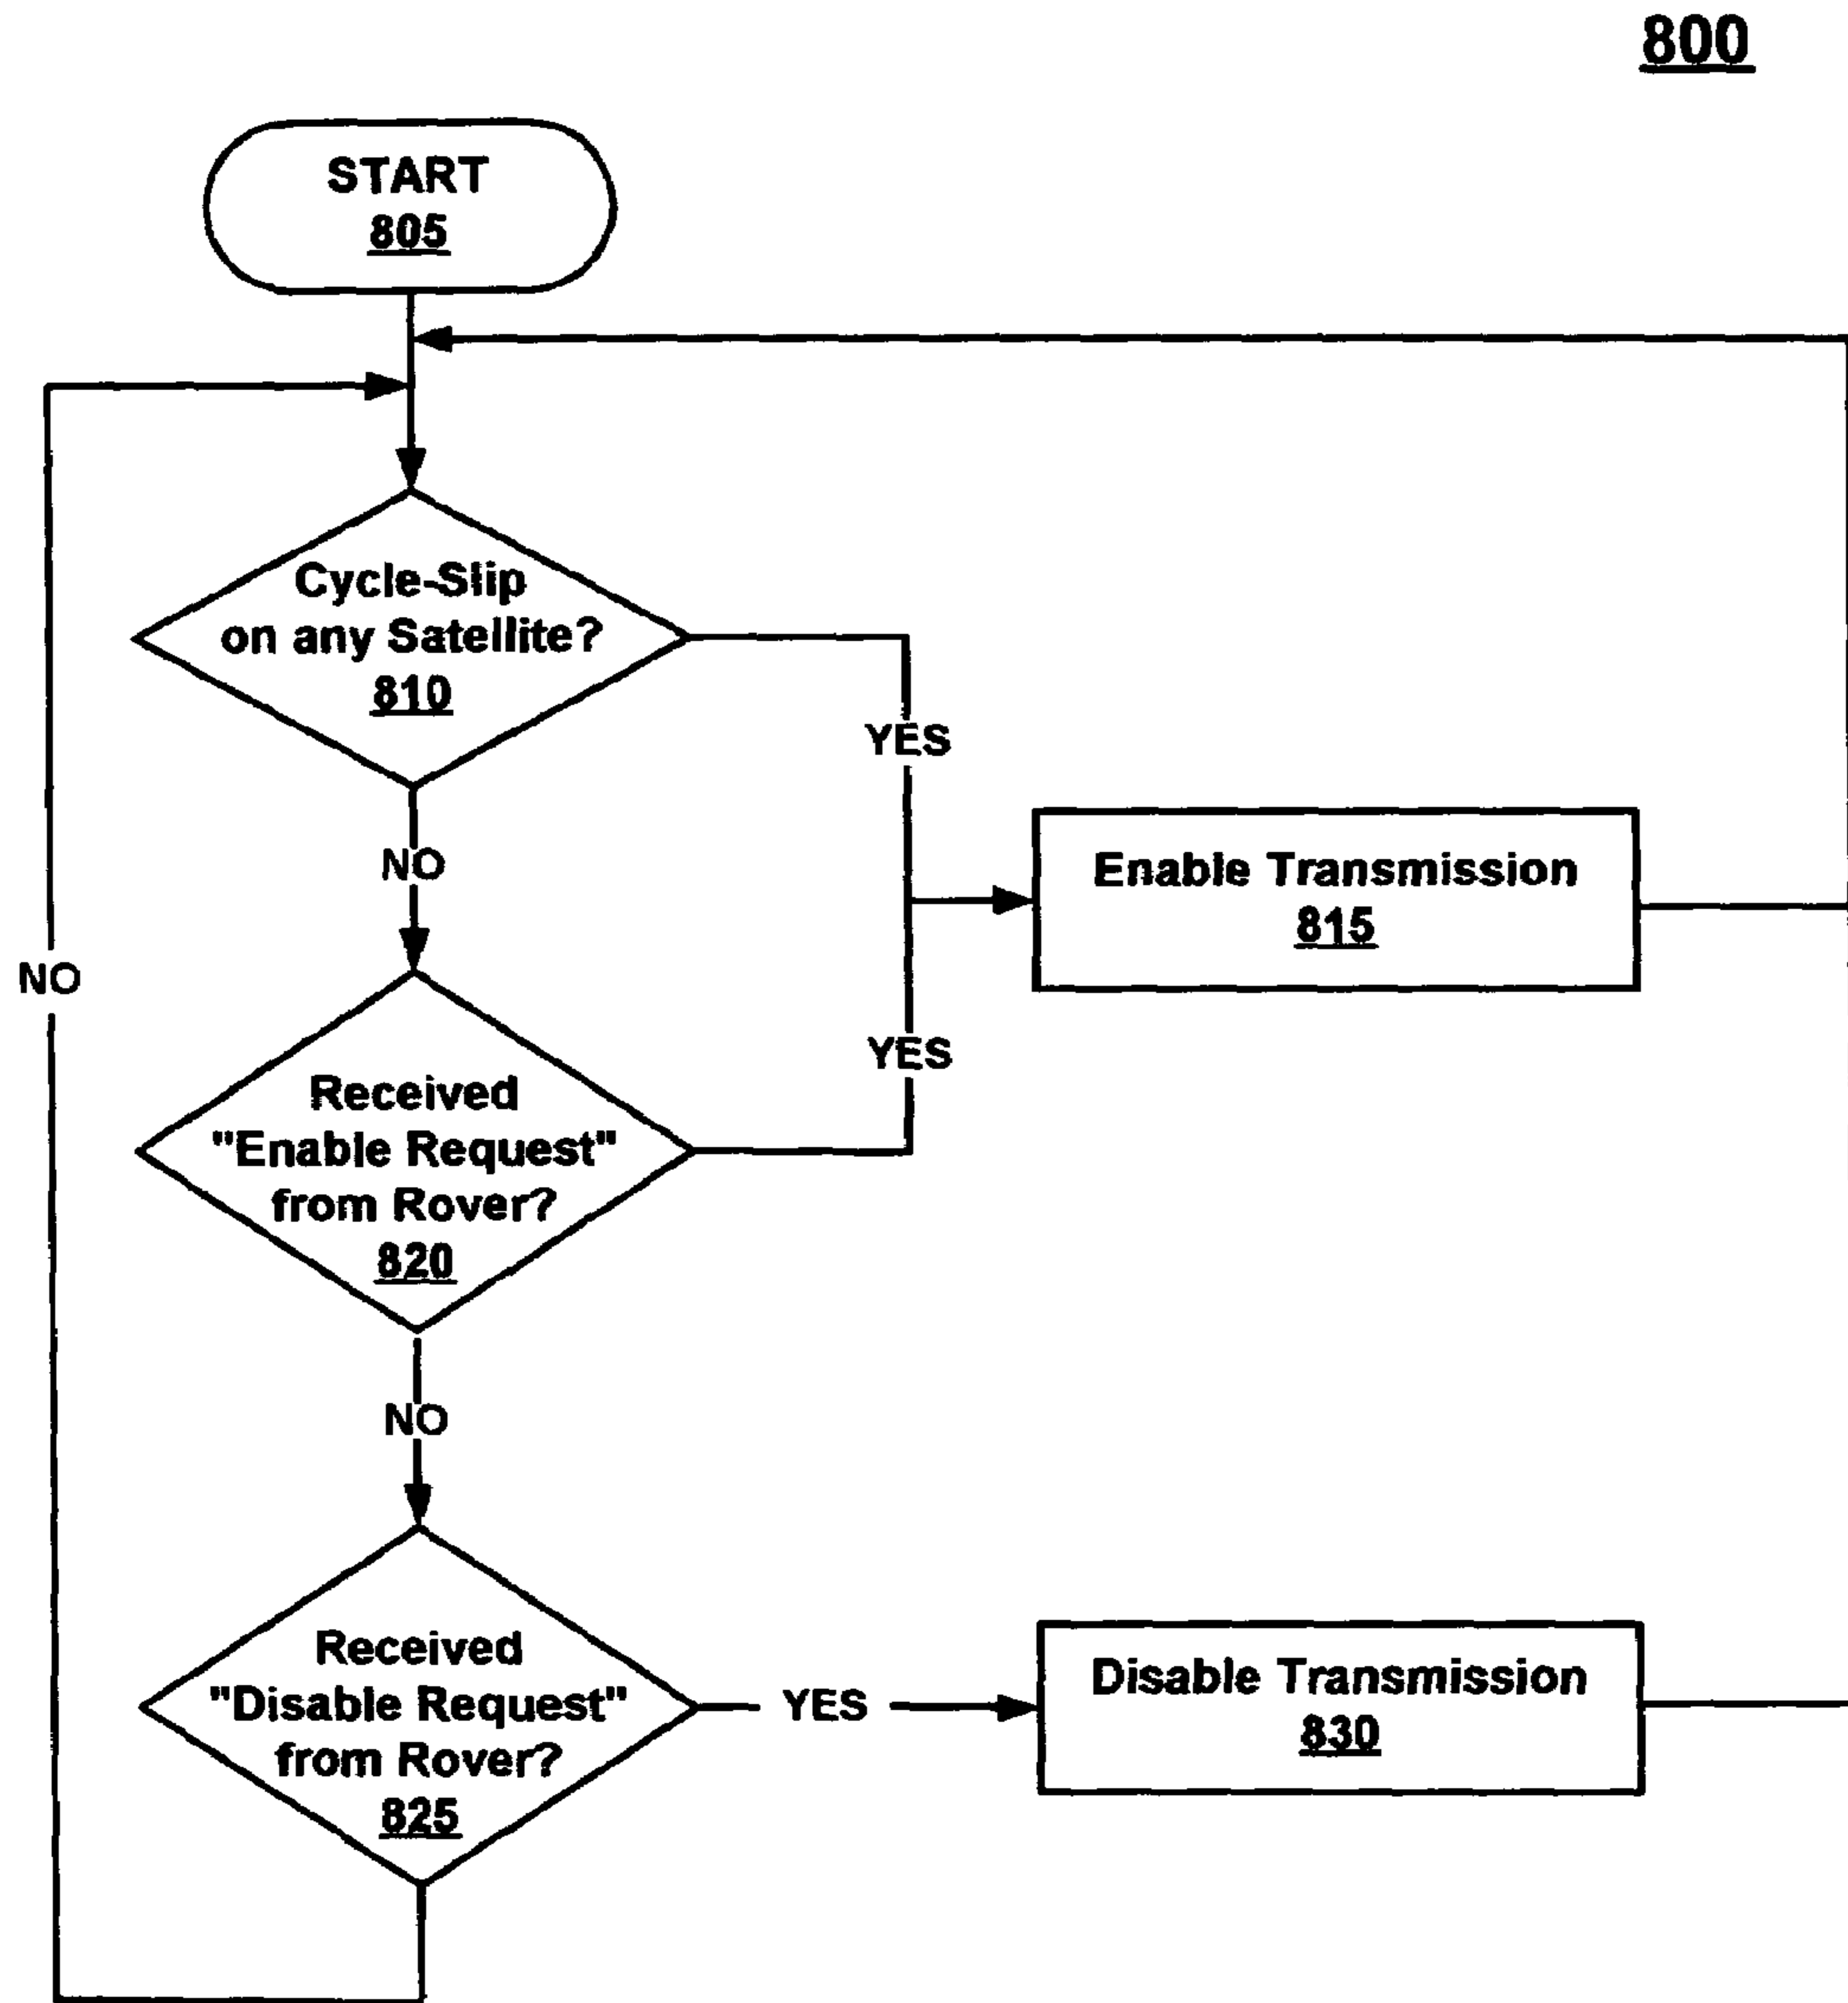 800
START
805
Cycle-Slip
on any Satellite?
810
YES
NO
Enable Transmission
815
NO
YES
Received
"Enable Request"
from Rover?
820
NO
Received
"Disable Request"
from Rover?
825
YES
Disable Transmission
830